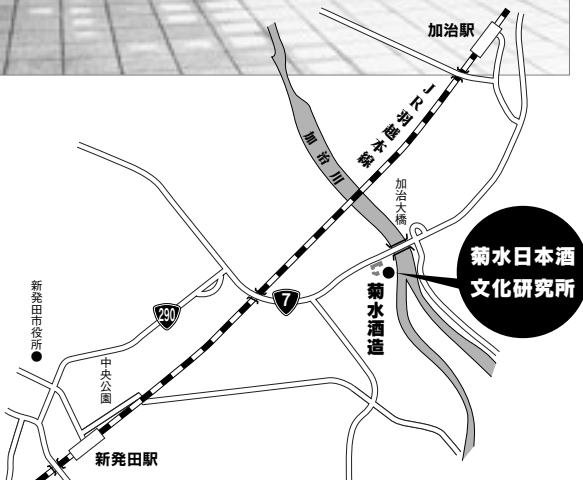 加治駅
JR羽越本線
加治川
加治大橋
菊水日本酒
文化研究所
菊水酒造
7
290
新発田市役所
中央公園
新発田駅